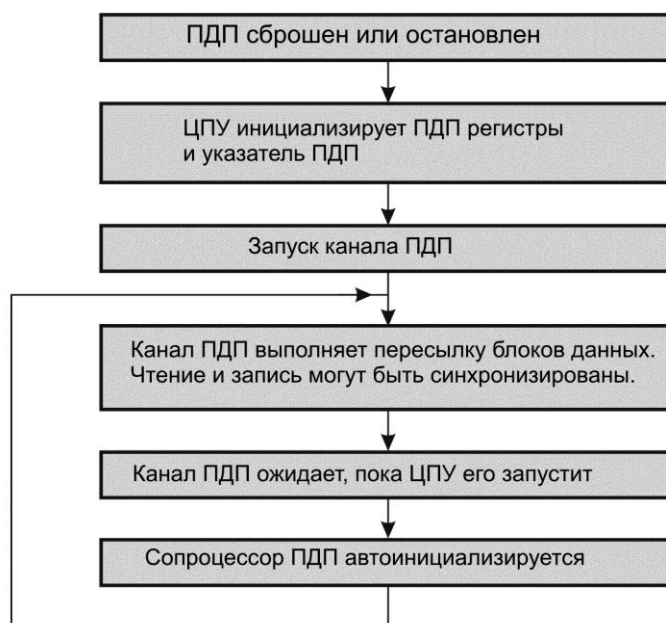 ПДП сброшен или остановлен
ЦПУ инициализирует ПДП регистры
и указатель ПДП
Запуск канала ПДП
Канал ПДП выполняет пересылку блоков данных.
Чтение и запись могут быть синхронизированы.
Канал ПДП ожидает, пока ЦПУ его запустит
Сопроцессор ПДП автоинициализируется